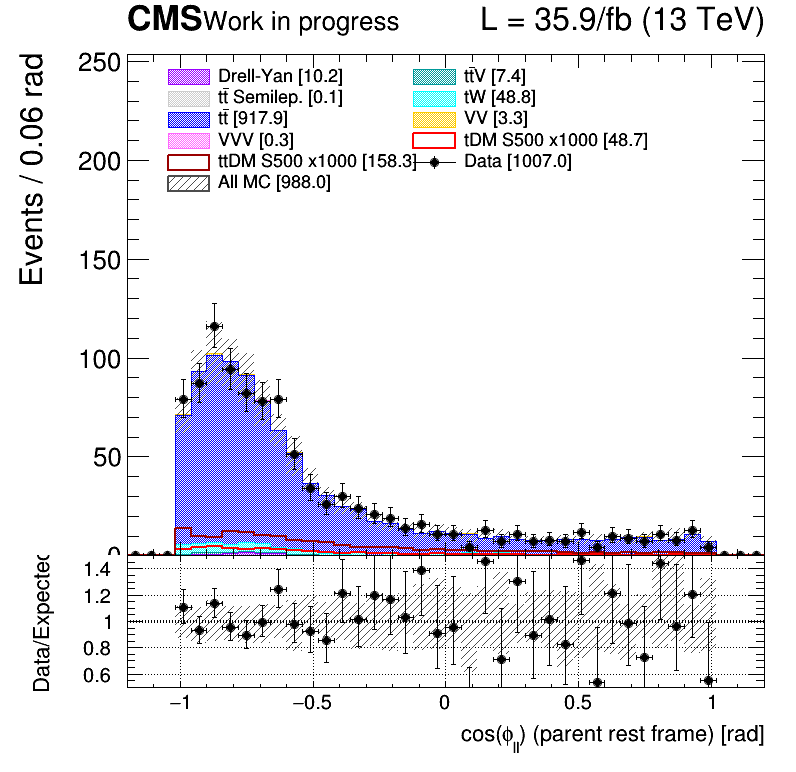 CMS Work in progress L = 35.9/fb (13 TeV)
Events / 0.06 rad
250
200
150
100
50
0
Drell-Yan [10.2]
tt̄ Semilep. [0.1]
tt̄ [917.9]
VVV [0.3]
ttDM S500 x1000 [158.3]
All MC [988.0]
tt̄V [7.4]
tW [48.8]
VV [3.3]
tDM S500 x1000 [48.7]
Data [1007.0]
Data/Expected
1.4
1.2
1
0.8
0.6
−1 −0.5 0 0.5 1
cos(ϕ_ll) (parent rest frame) [rad]